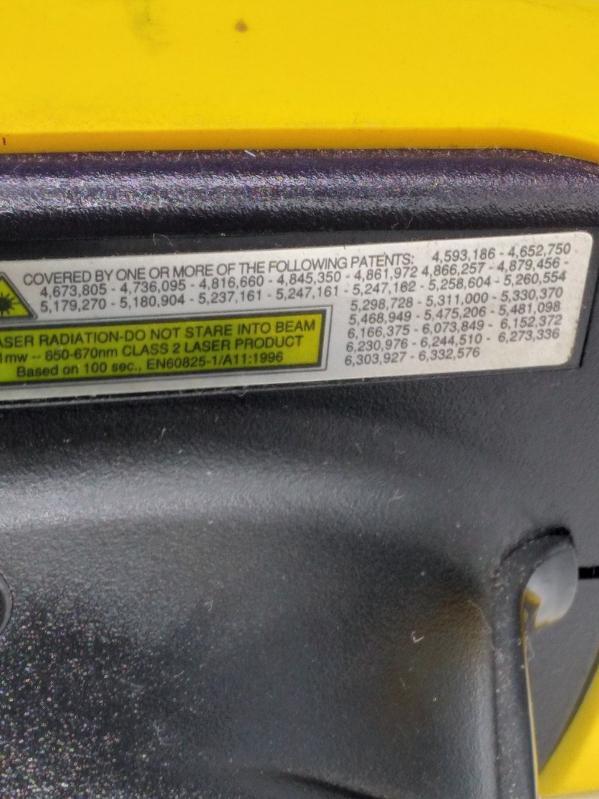 COVERED BY ONE OR MORE OF THE FOLLOWING PATENTS: 4,593,186 - 4,652,750
4,673,805 - 4,736,095 - 4,816,660 - 4,845,350 - 4,861,972 4,866,257 - 4,879,456 -
5,179,270 - 5,180,904 - 5,237,161 - 5,247,161 - 5,247,162 - 5,258,604 - 5,260,554
5,298,728 - 5,311,000 - 5,330,370
5,468,949 - 5,475,206 - 5,481,098
6,166,375 - 6,073,849 - 6,152,372
6,230,976 - 6,244,510 - 6,273,336
6,303,927 - 6,332,576
ASER RADIATION-DO NOT STARE INTO BEAM
1mw -- 650-670nm CLASS 2 LASER PRODUCT
Based on 100 sec., EN60825-1/A11:1996